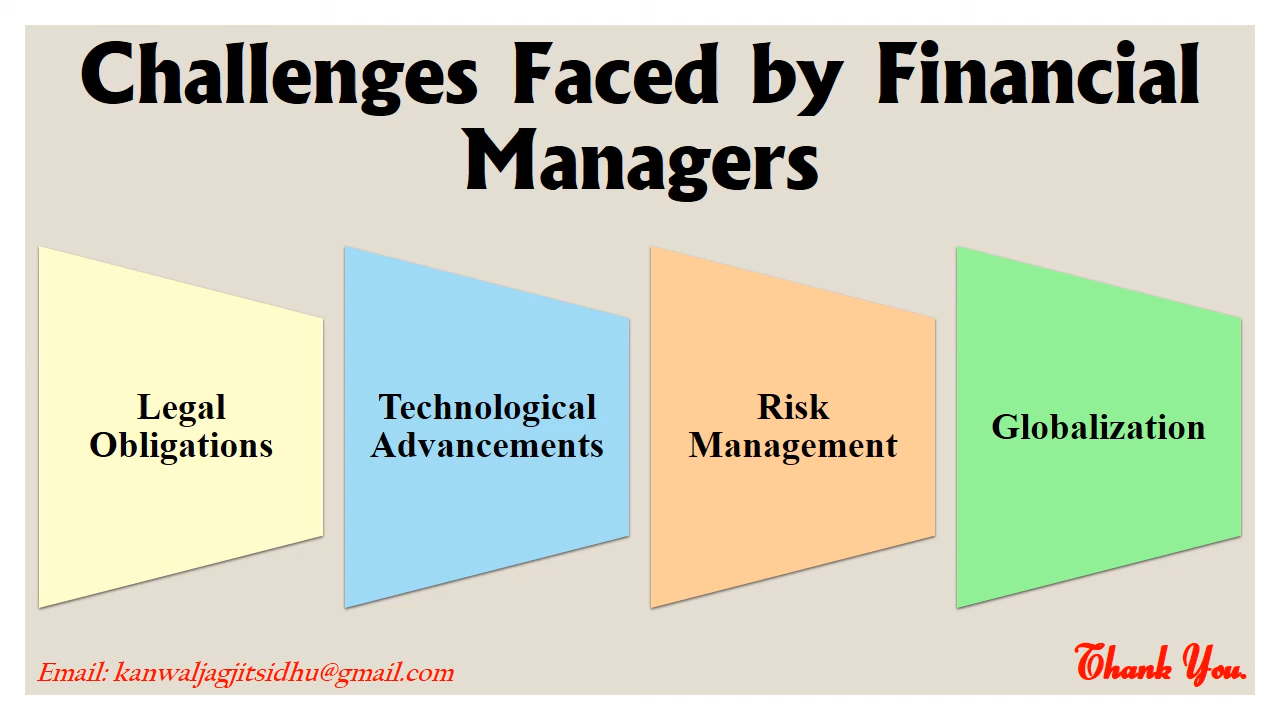 Challenges Faced by Financial
Managers
Legal
Obligations
Technological
Advancements
Risk
Management
Globalization
Email: kanwaljagjitsidhu@gmail.com
Thank You.